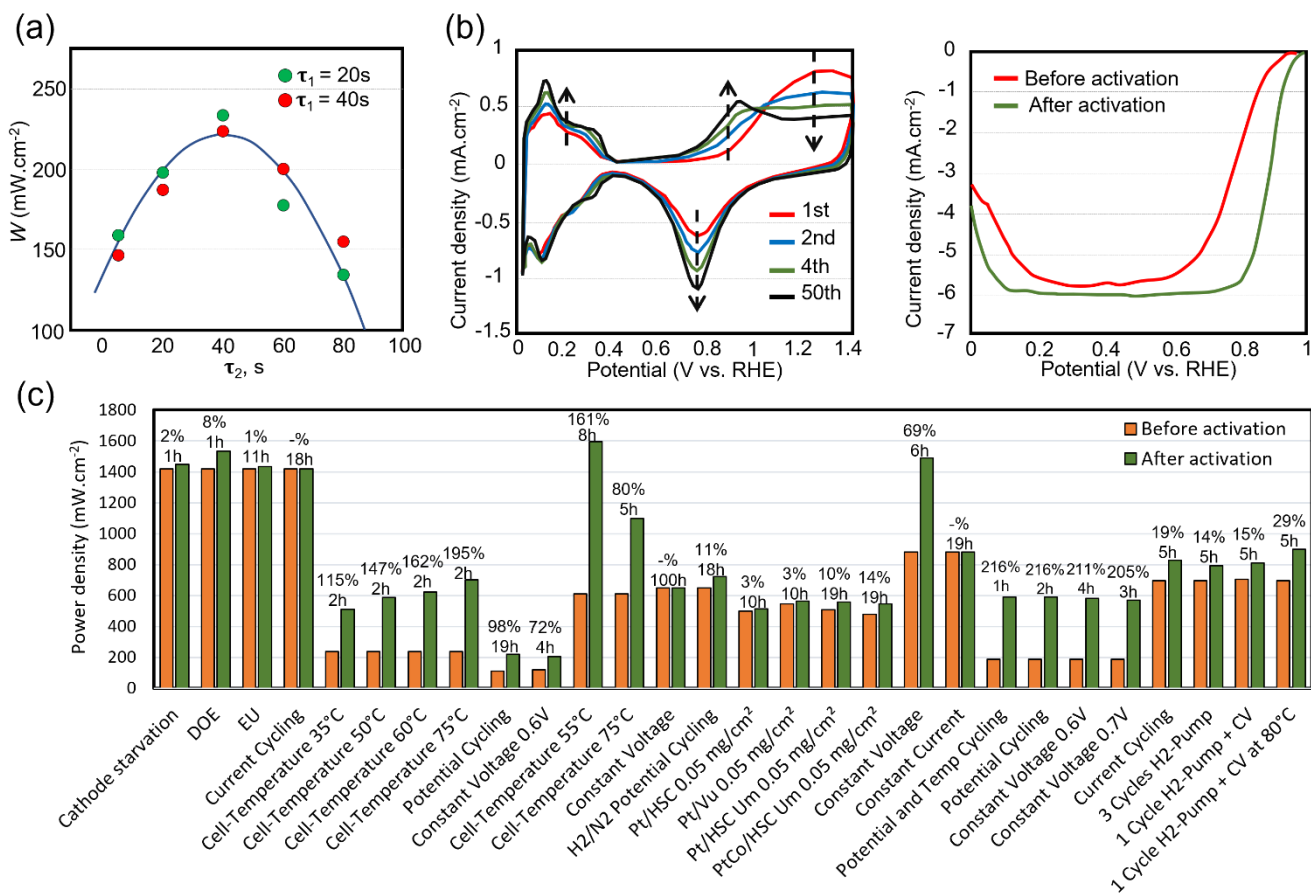 (a)
W (mW.cm⁻²)
250
200
150
100
τ₁ = 20s
τ₁ = 40s
0 20 40 60 80 100
τ₂, s
(b)
Current density (mA.cm⁻²)
1
0.5
0
-0.5
-1
-1.5
1st
2nd
4th
50th
0 0.2 0.4 0.6 0.8 1.2 1.4
Potential (V vs. RHE)
Current density (mA.cm⁻²)
0
-1
-2
-3
-4
-5
-6
-7
Before activation
After activation
0 0.2 0.4 0.6 0.8 1
Potential (V vs. RHE)
(c)
Power density (mW.cm⁻²)
1800
1600
1400
1200
1000
800
600
400
200
0
Before activation
After activation
2%
1h
8%
1h
1%
11h
-%
18h
115%
2h
147%
2h
162%
2h
195%
2h
98%
19h
72%
4h
161%
8h
80%
5h
-%
100h
11%
18h
3%
10h
3%
10h
10%
19h
14%
19h
69%
6h
-%
19h
216%
1h
216%
2h
211%
4h
205%
3h
19%
5h
14%
5h
15%
5h
29%
5h
Cathode starvation
DOE
EU
Current Cycling
Cell-Temperature 35°C
Cell-Temperature 50°C
Cell-Temperature 60°C
Cell-Temperature 75°C
Potential Cycling
Constant Voltage 0.6V
Cell-Temperature 55°C
Cell-Temperature 75°C
Constant Voltage
H2/N2 Potential Cycling
Pt/HSC 0.05 mg/cm²
Pt/Vu 0.05 mg/cm²
Pt/HSC Um 0.05 mg/cm²
PtCo/HSC Um 0.05 mg/cm²
Constant Voltage
Constant Current
Potential and Temp Cycling
Potential Cycling
Constant Voltage 0.6V
Constant Voltage 0.7V
Current Cycling
3 Cycles H2-Pump
1 Cycle H2-Pump + CV
1 Cycle H2-Pump + CV at 80°C